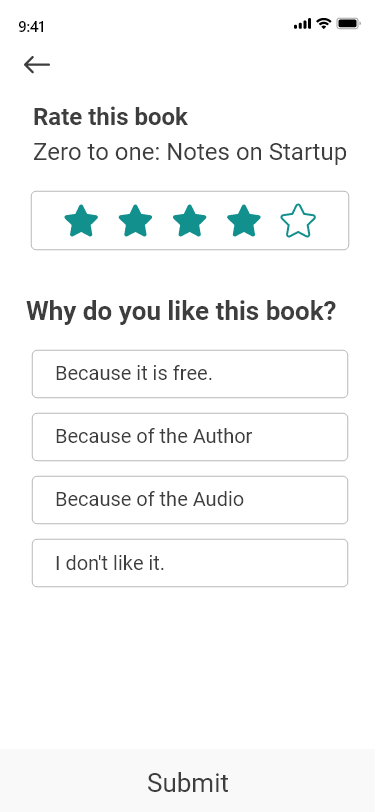 9:41
Rate this book
Zero to one: Notes on Startup
Why do you like this book?
Because it is free.
Because of the Author
Because of the Audio
I don't like it.
Submit